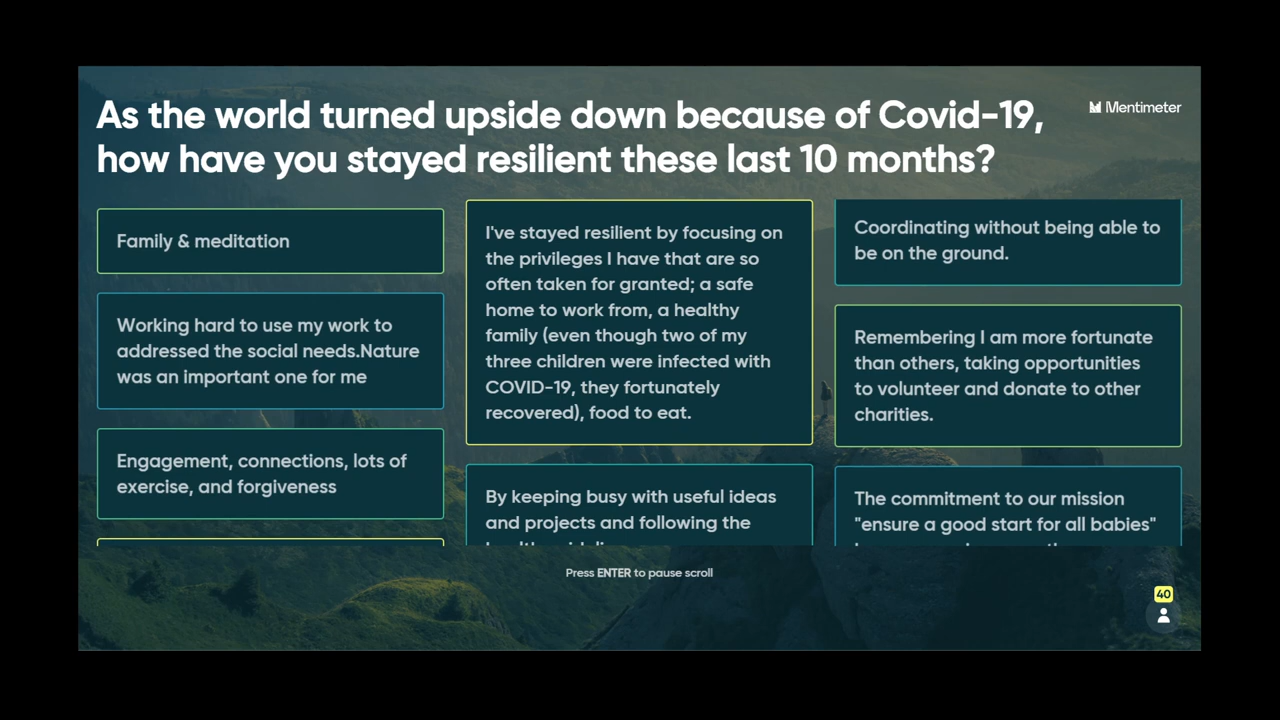 As the world turned upside down because of Covid-19,
how have you stayed resilient these last 10 months?
Mentimeter
Family & meditation
Working hard to use my work to
addressed the social needs.Nature
was an important one for me
Engagement, connections, lots of
exercise, and forgiveness
I've stayed resilient by focusing on
the privileges I have that are so
often taken for granted; a safe
home to work from, a healthy
family (even though two of my
three children were infected with
COVID-19, they fortunately
recovered), food to eat.
By keeping busy with useful ideas
and projects and following the
Coordinating without being able to
be on the ground.
Remembering I am more fortunate
than others, taking opportunities
to volunteer and donate to other
charities.
The commitment to our mission
"ensure a good start for all babies"
Press ENTER to pause scroll
40